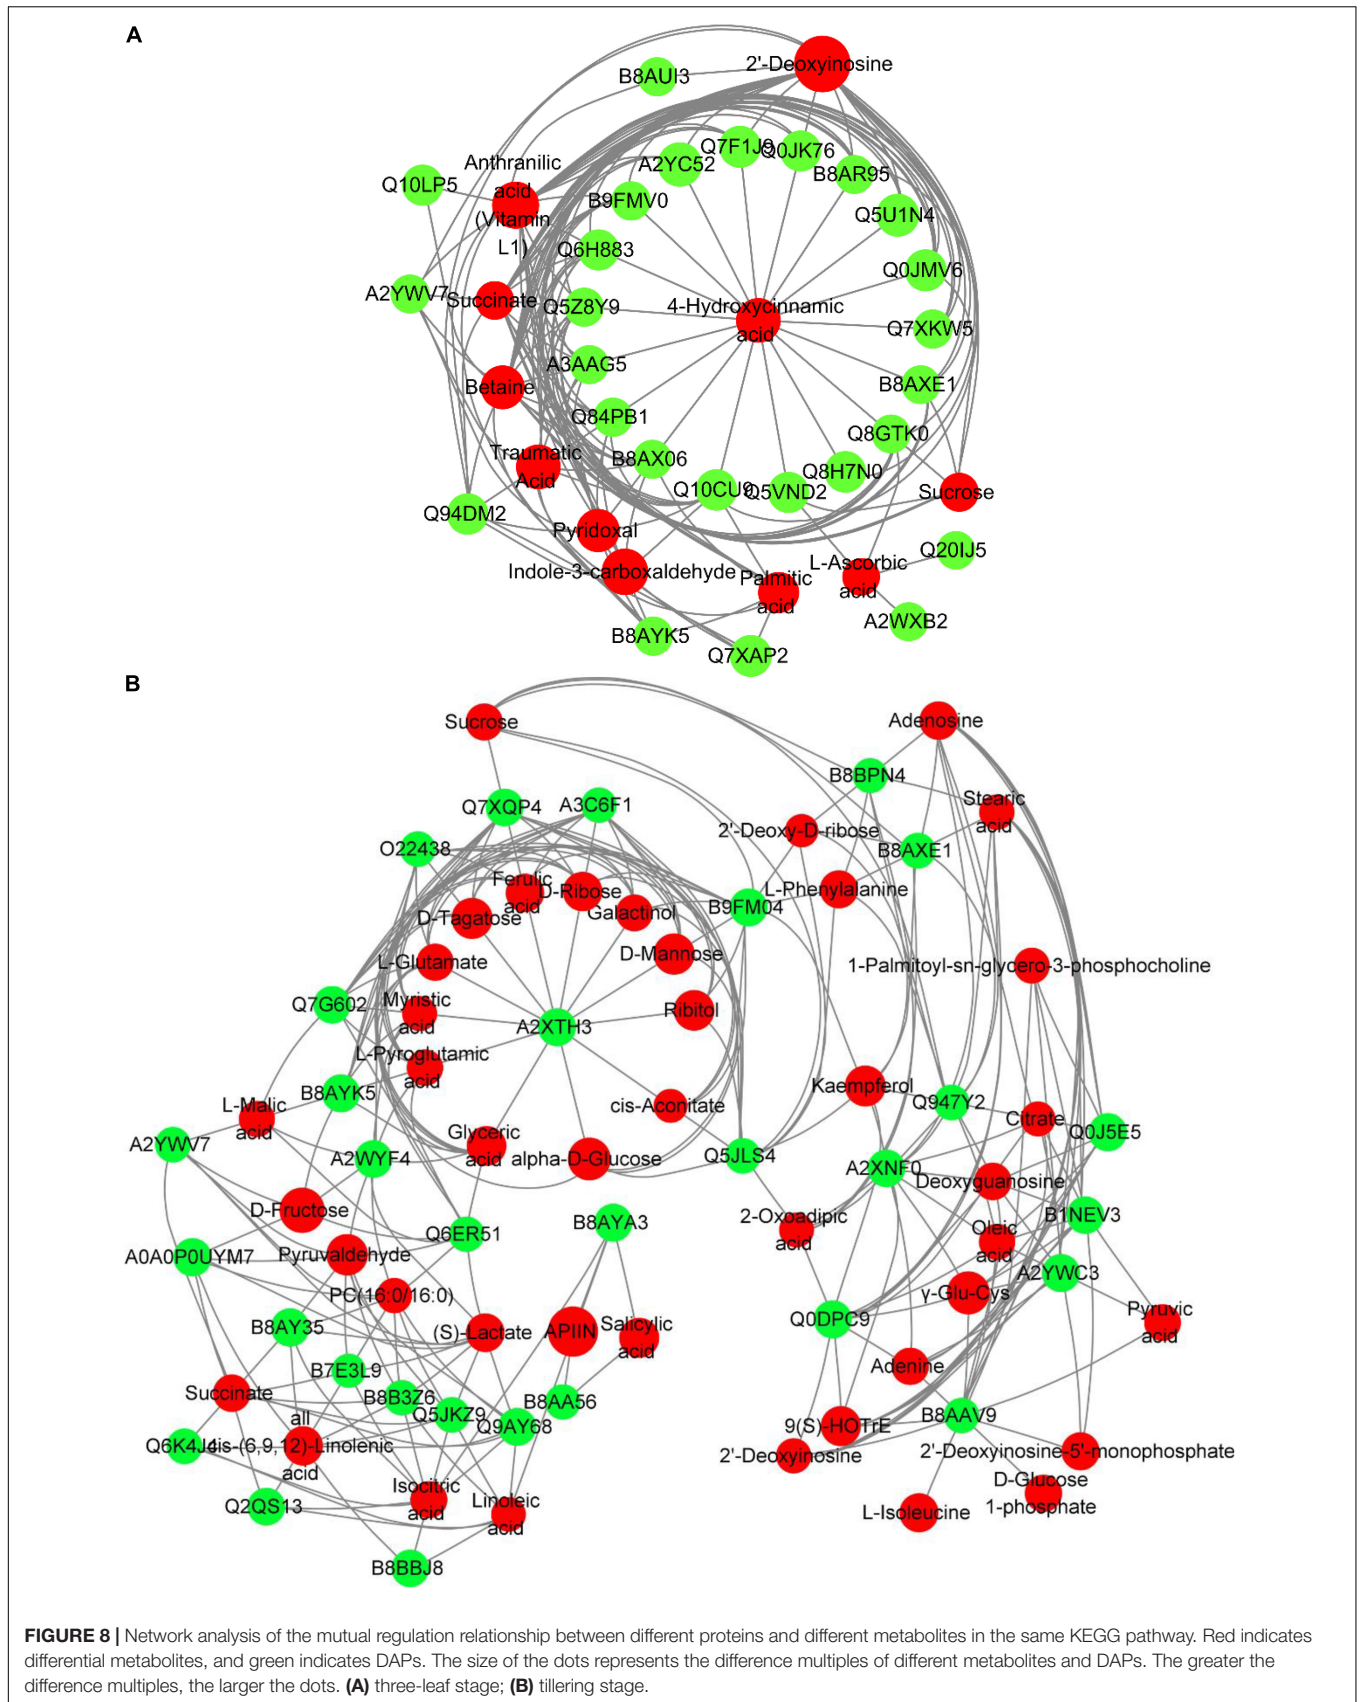 A
2'-Deoxyinosine
B8AUI3
Q7F1J9
Q0JK76
A2YC52
B8AR95
Anthranilic
acid
(Vitamin
L1)
Q10LP5
B9FMV0
Q5U1N4
Q6H883
Q0JMV6
A2YWV7
Succinate
Q5Z8Y9
4-Hydroxycinnamic
acid
Q7XKW5
A3AAG5
B8AXE1
Betaine
Q84PB1
Q8GTK0
Traumatic
Acid
B8AX06
Q8H7N0
Q10CU9
Q5VND2
Sucrose
Q94DM2
Pyridoxal
Q20IJ5
Indole-3-carboxaldehyde
Palmitic
acid
L-Ascorbic
acid
A2WXB2
B8AYK5
Q7XAP2
B
Sucrose
Adenosine
B8BPN4
Q7XQP4
A3C6F1
Stearic
acid
2'-Deoxy-D-ribose
O22438
B8AXE1
Ferulic
acid
D-Ribose
L-Phenylalanine
Galactinol
B9FM04
D-Tagatose
D-Mannose
L-Glutamate
1-Palmitoyl-sn-glycero-3-phosphocholine
Q7G602
Myristic
acid
Ribitol
A2XTH3
L-Pyroglutamic
acid
Kaempferol
B8AYK5
Q947Y2
L-Malic
acid
cis-Aconitate
Citrate
Q0J5E5
A2YWV7
Glyceric
acid
A2WYF4
alpha-D-Glucose
Q5JLS4
A2XNF0
Deoxyguanosine
D-Fructose
2-Oxoadipic
acid
B1NEV3
B8AYA3
Q6ER51
Oleic
acid
A0A0P0UYM7
Pyruvaldehyde
A2YWC3
PC(16:0/16:0)
γ-Glu-Cys
B8AY35
(S)-Lactate
APIIN
Salicylic
acid
Q0DPC9
Pyruvic
acid
B7E3L9
Adenine
Succinate
B8B3Z6
B8AA56
Q5JKZ9
Q9AY68
9(S)-HOTrE
B8AAV9
Q6K4J4
all
cis-(6,9,12)-Linolenic
acid
2'-Deoxyinosine
2'-Deoxyinosine-5'-monophosphate
Isocitric
acid
D-Glucose
1-phosphate
Q2QS13
Linoleic
acid
L-Isoleucine
B8BBJ8
FIGURE 8 | Network analysis of the mutual regulation relationship between different proteins and different metabolites in the same KEGG pathway. Red indicates
differential metabolites, and green indicates DAPs. The size of the dots represents the difference multiples of different metabolites and DAPs. The greater the
difference multiples, the larger the dots. (A) three-leaf stage; (B) tillering stage.